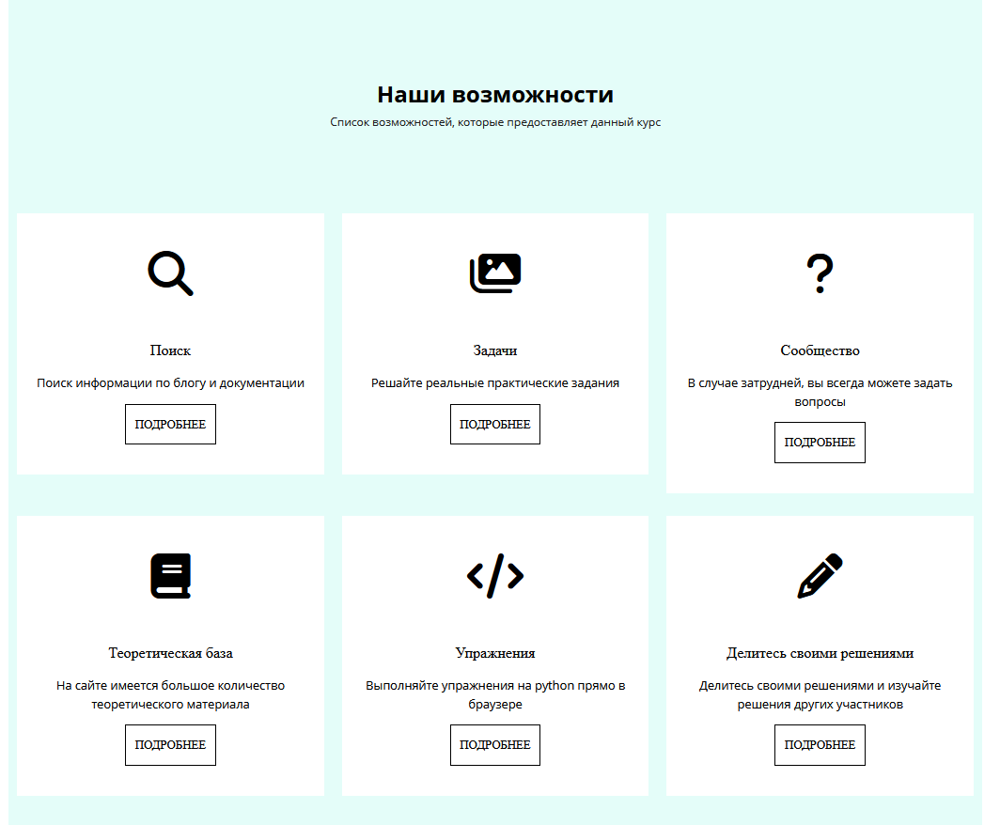 Наши возможности
Список возможностей, которые предоставляет данный курс
Поиск
Поиск информации по блогу и документации
ПОДРОБНЕЕ
Задачи
Решайте реальные практические задания
ПОДРОБНЕЕ
Сообщество
В случае затрудней, вы всегда можете задать
вопросы
ПОДРОБНЕЕ
Теоретическая база
На сайте имеется большое количество
теоретического материала
ПОДРОБНЕЕ
Упражнения
Выполняйте упражнения на python прямо в
браузере
ПОДРОБНЕЕ
Делитесь своими решениями
Делитесь своими решениями и изучайте
решения других участников
ПОДРОБНЕЕ